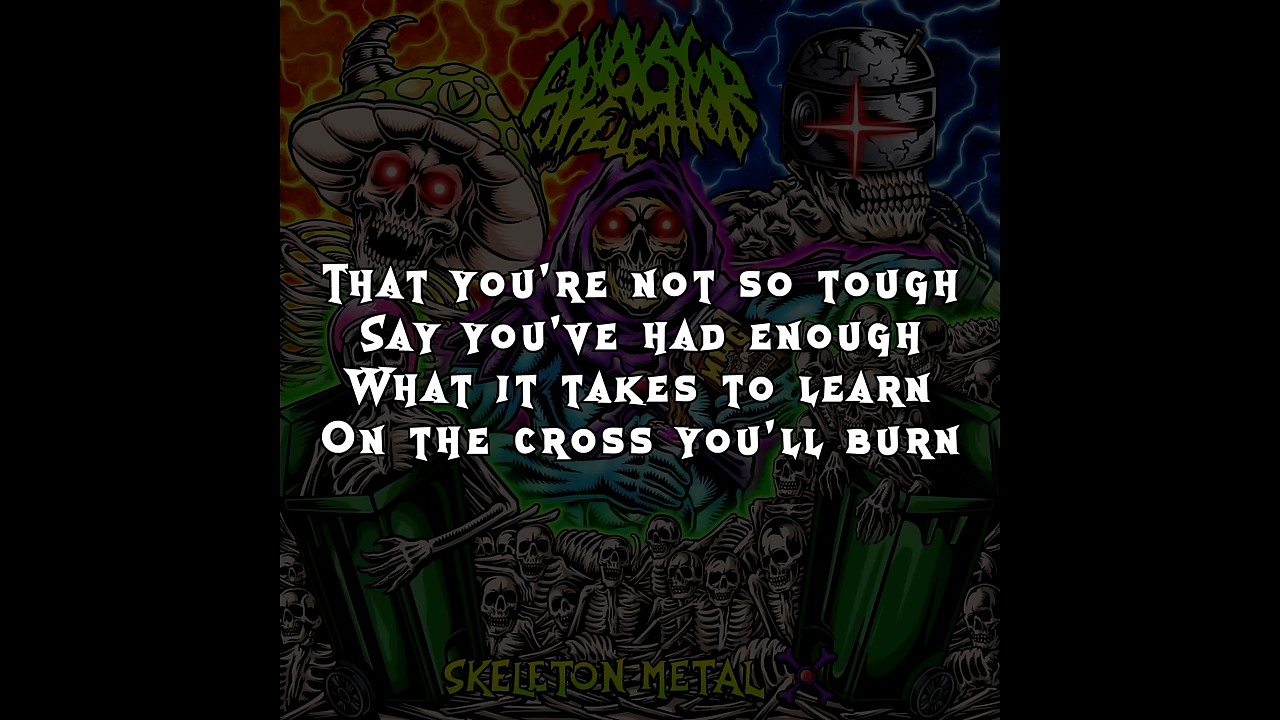 That you're not so tough
Say you've had enough
What it takes to learn
On the cross you'll burn
Skeleton Metal